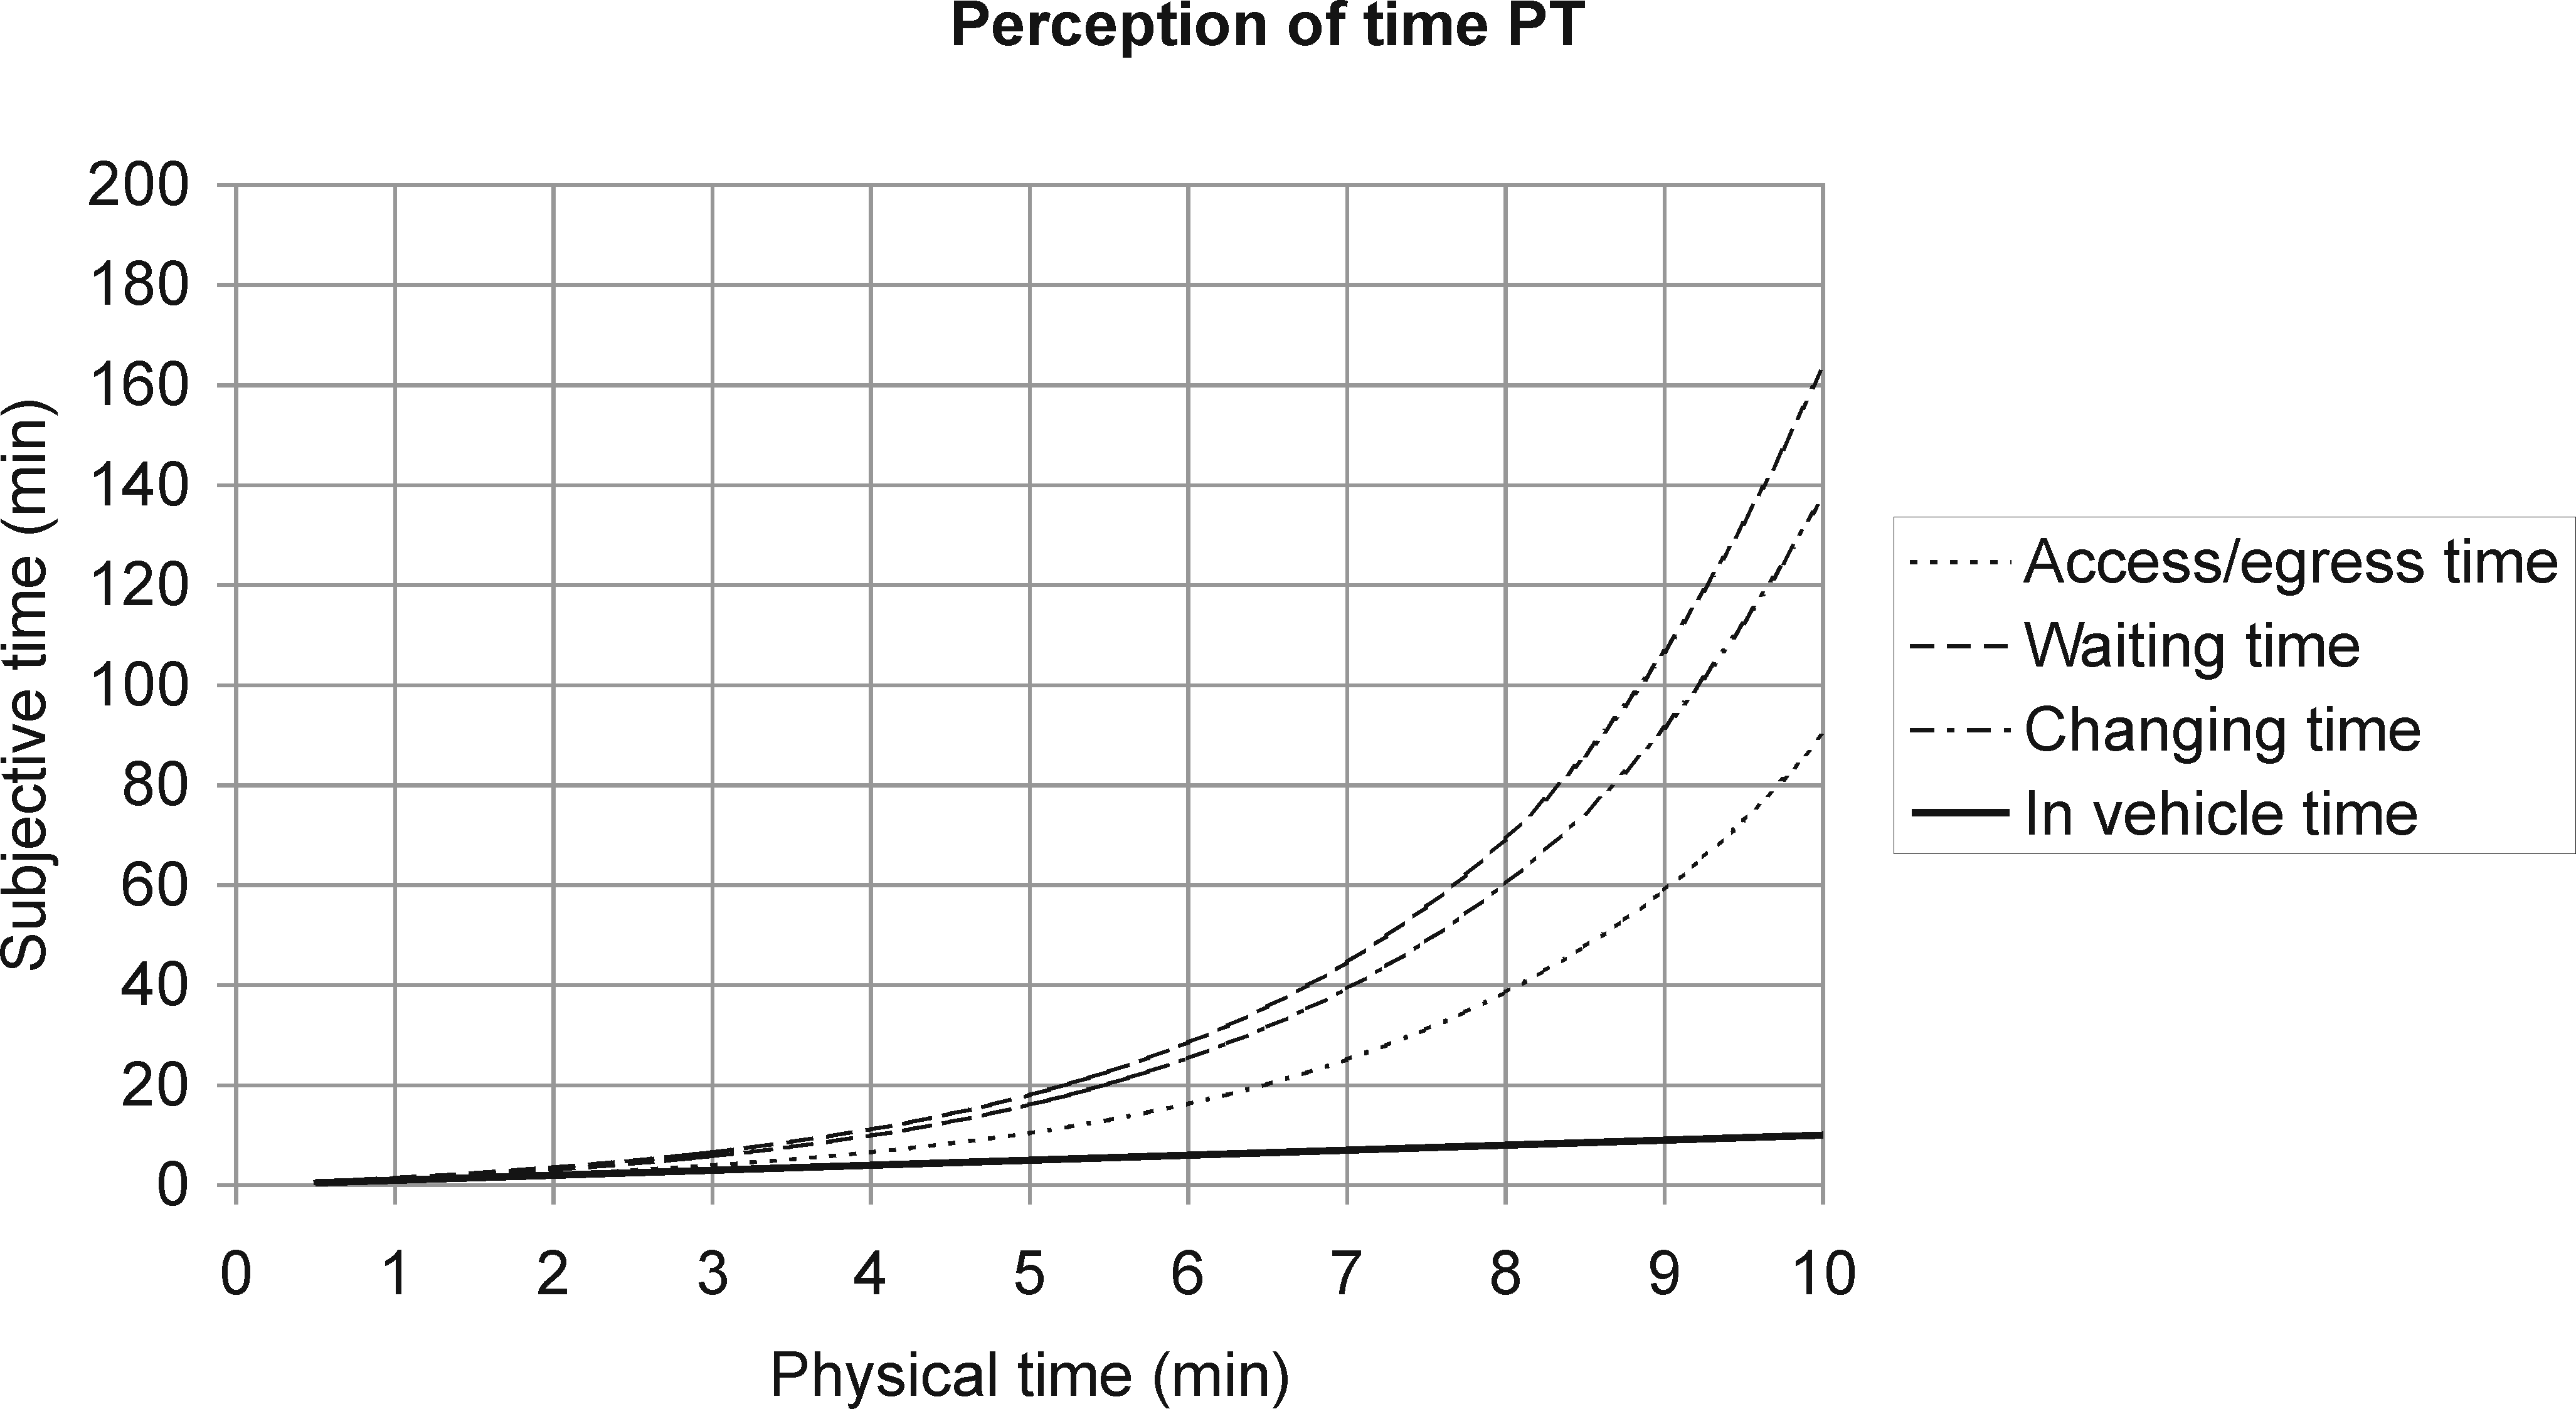 Perception of time PT
200
180
160
140
120
100
80
60
40
20
0
Subjective time (min)
0 1 2 3 4 5 6 7 8 9 10
Physical time (min)
Access/egress time
Waiting time
Changing time
In vehicle time